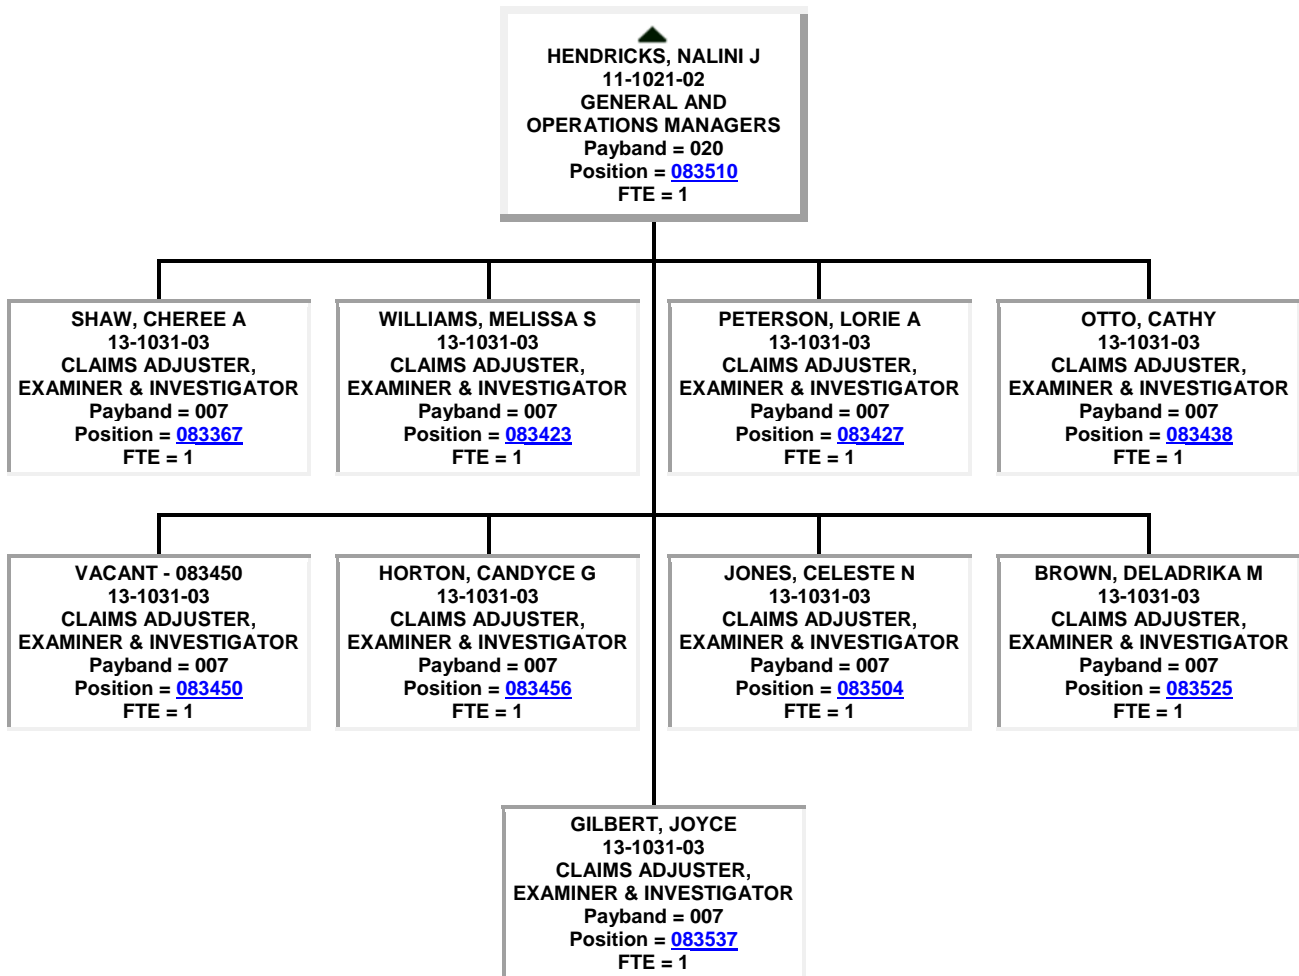 HENDRICKS, NALINI J
11-1021-02
GENERAL AND
OPERATIONS MANAGERS
Payband = 020
Position = 083510
FTE = 1
SHAW, CHEREE A
13-1031-03
CLAIMS ADJUSTER,
EXAMINER & INVESTIGATOR
Payband = 007
Position = 083367
FTE = 1
WILLIAMS, MELISSA S
13-1031-03
CLAIMS ADJUSTER,
EXAMINER & INVESTIGATOR
Payband = 007
Position = 083423
FTE = 1
PETERSON, LORIE A
13-1031-03
CLAIMS ADJUSTER,
EXAMINER & INVESTIGATOR
Payband = 007
Position = 083427
FTE = 1
OTTO, CATHY
13-1031-03
CLAIMS ADJUSTER,
EXAMINER & INVESTIGATOR
Payband = 007
Position = 083438
FTE = 1
VACANT - 083450
13-1031-03
CLAIMS ADJUSTER,
EXAMINER & INVESTIGATOR
Payband = 007
Position = 083450
FTE = 1
HORTON, CANDYCE G
13-1031-03
CLAIMS ADJUSTER,
EXAMINER & INVESTIGATOR
Payband = 007
Position = 083456
FTE = 1
JONES, CELESTE N
13-1031-03
CLAIMS ADJUSTER,
EXAMINER & INVESTIGATOR
Payband = 007
Position = 083504
FTE = 1
BROWN, DELADRIKA M
13-1031-03
CLAIMS ADJUSTER,
EXAMINER & INVESTIGATOR
Payband = 007
Position = 083525
FTE = 1
GILBERT, JOYCE
13-1031-03
CLAIMS ADJUSTER,
EXAMINER & INVESTIGATOR
Payband = 007
Position = 083537
FTE = 1